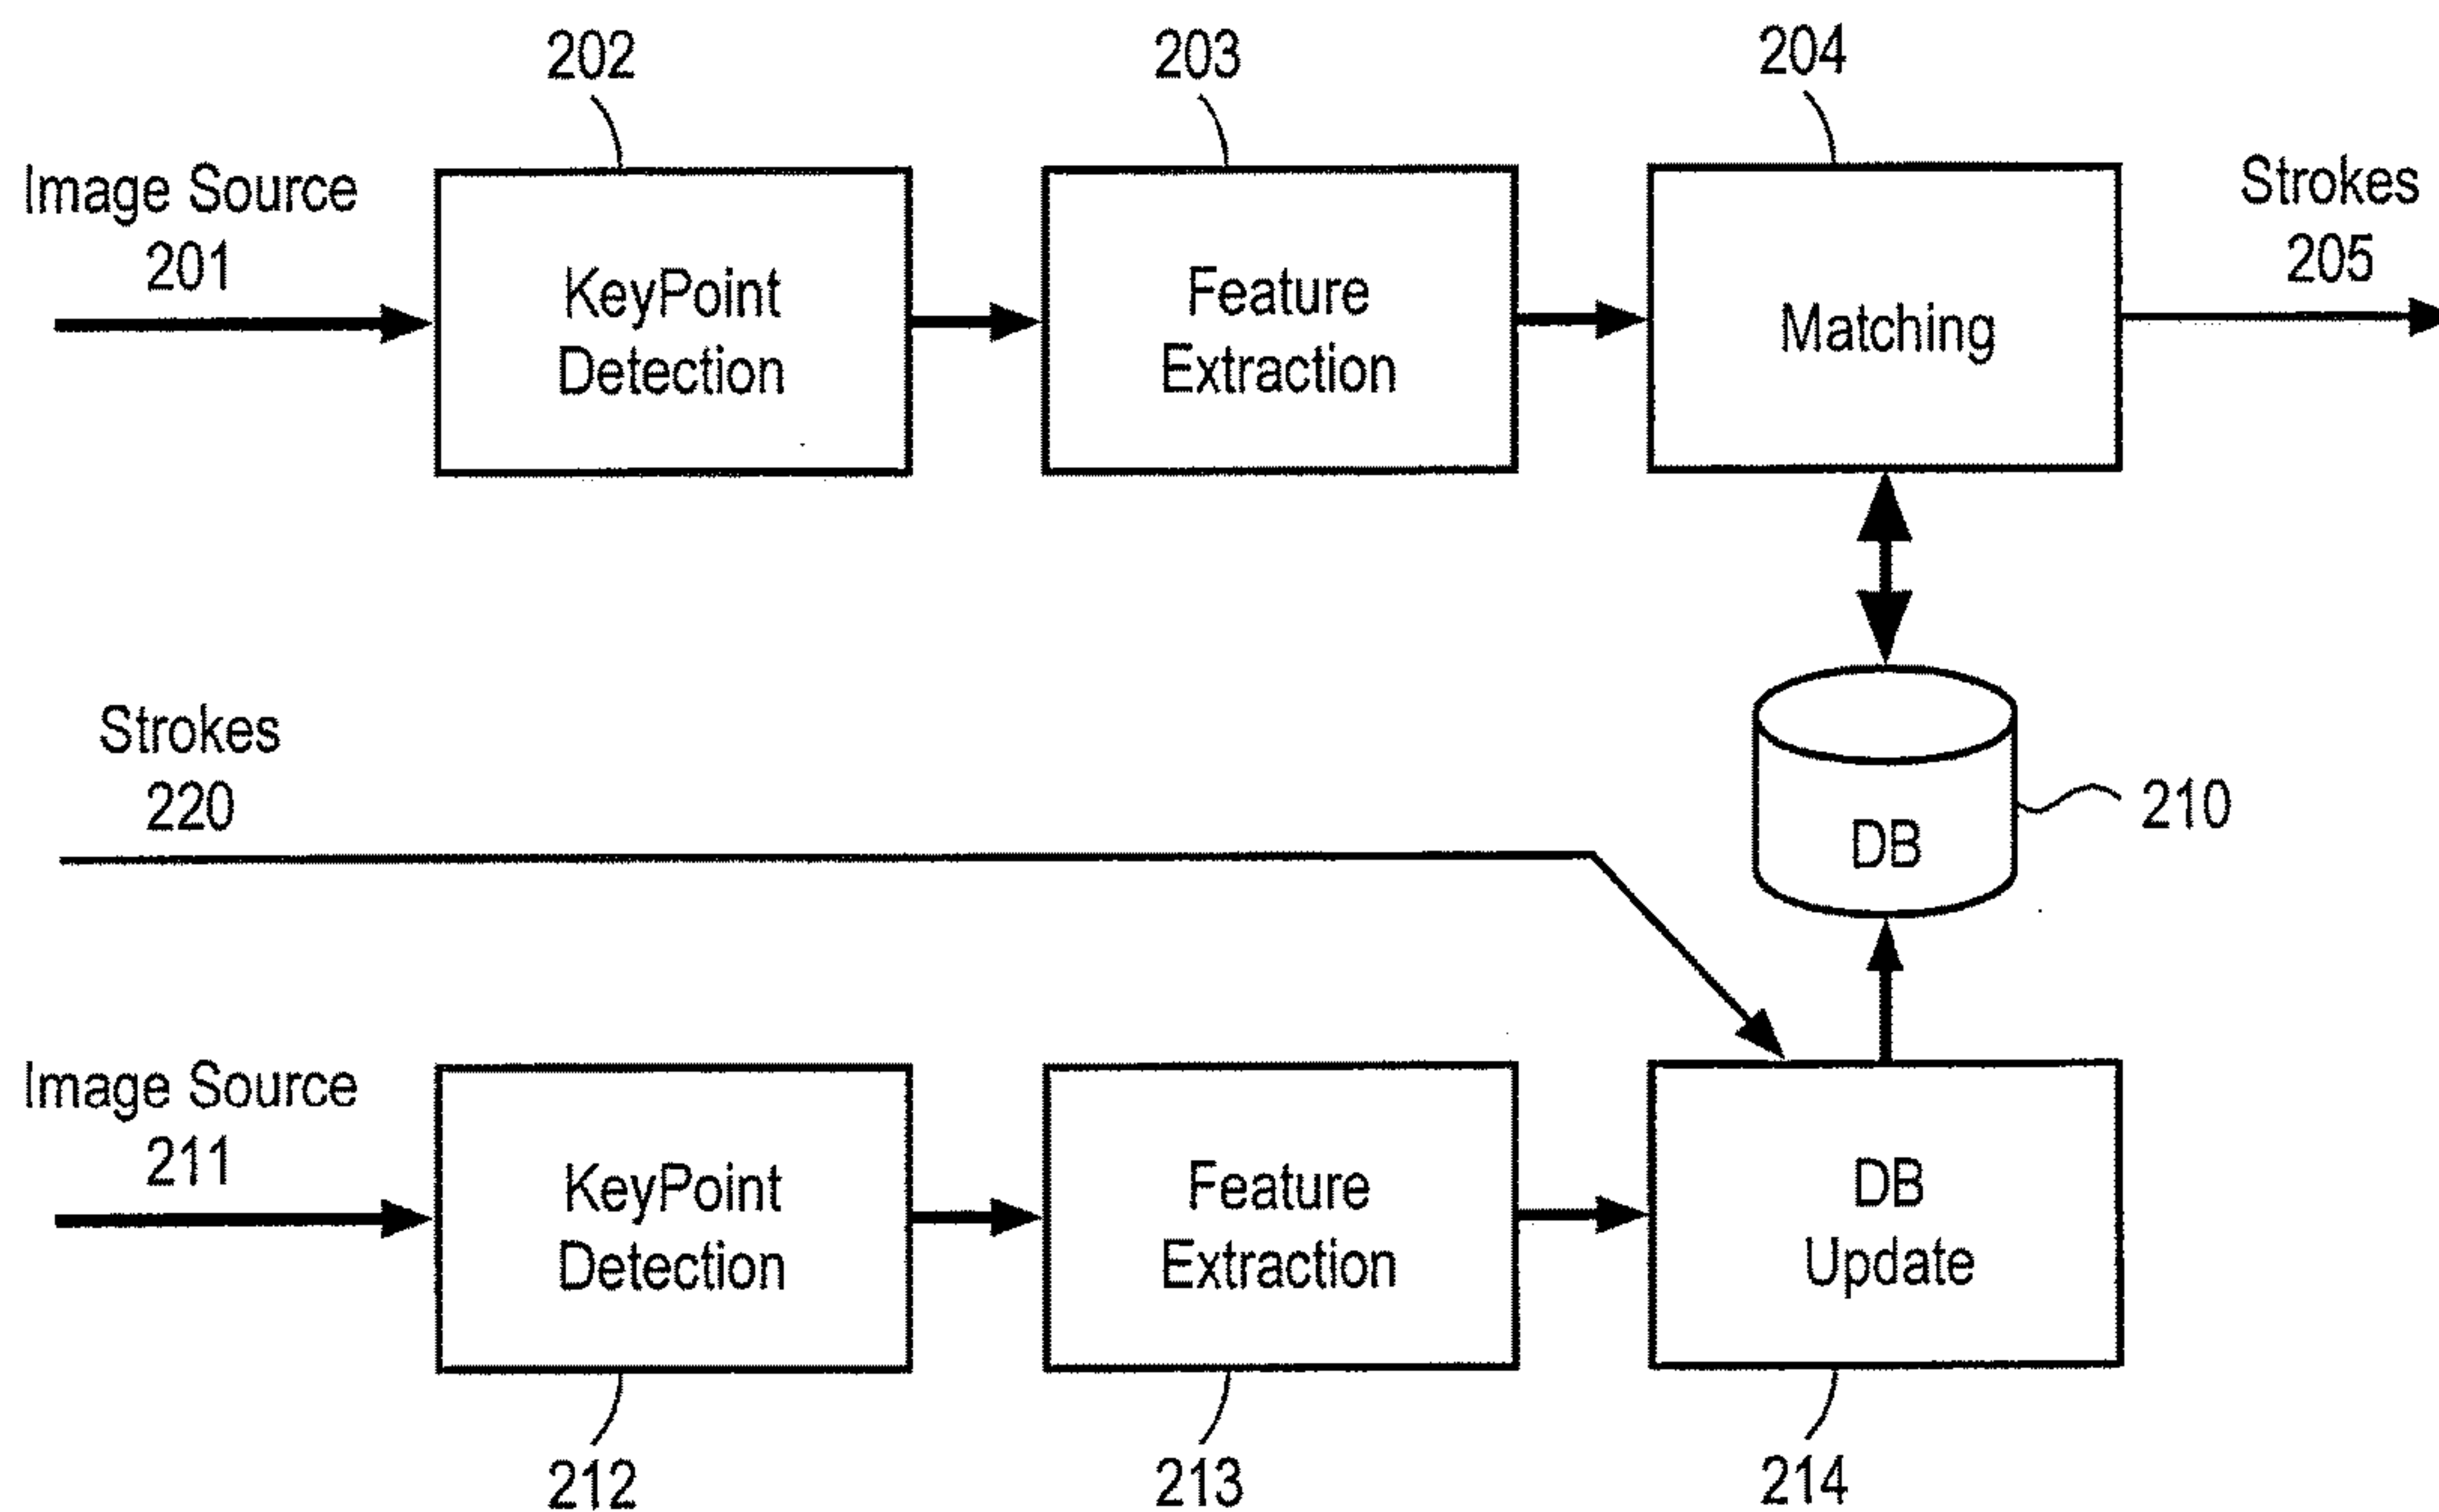 202
203
204
Image Source
201
KeyPoint
Detection
Feature
Extraction
Matching
Strokes
205
Strokes
220
DB
210
Image Source
211
KeyPoint
Detection
Feature
Extraction
DB
Update
212
213
214